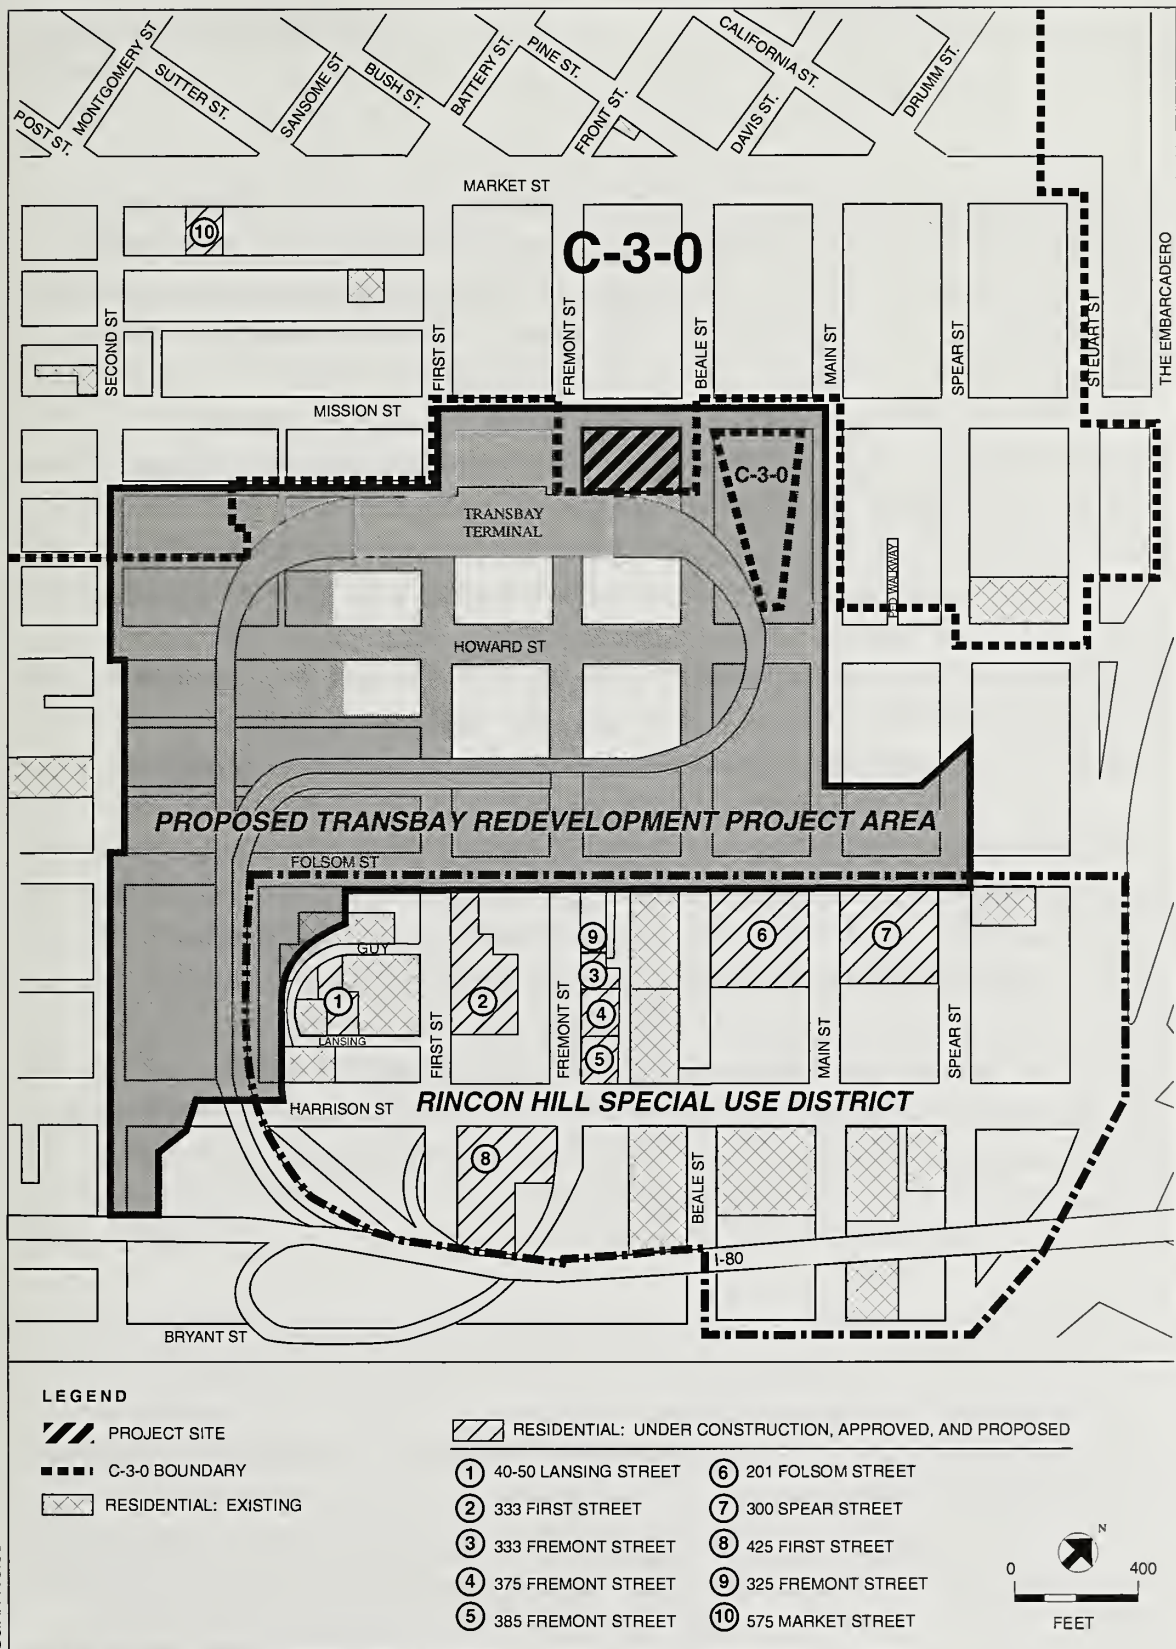 MONTGOMERY ST
SUTTER ST.
POST ST.
SANSOME ST
BUSH ST.
BATTERY ST.
PINE ST.
FRONT ST.
CALIFORNIA ST.
DAVIS ST.
DRUMM ST.
MARKET ST
10
C-3-0
SECOND ST
FIRST ST
FREMONT ST
BEALE ST
MAIN ST
SPEAR ST
STEUART ST
THE EMBARCADERO
MISSION ST
C-3-0
TRANSBAY
TERMINAL
PED WALKWAY
HOWARD ST
PROPOSED TRANSBAY REDEVELOPMENT PROJECT AREA
FOLSOM ST
GUY
1
LANSING
FIRST ST
2
FREMONT ST
9
3
4
5
6
7
MAIN ST
SPEAR ST
HARRISON ST
RINCON HILL SPECIAL USE DISTRICT
8
BEALE ST
I-80
BRYANT ST
LEGEND
PROJECT SITE
C-3-0 BOUNDARY
RESIDENTIAL: EXISTING
RESIDENTIAL: UNDER CONSTRUCTION, APPROVED, AND PROPOSED
1 40-50 LANSING STREET
2 333 FIRST STREET
3 333 FREMONT STREET
4 375 FREMONT STREET
5 385 FREMONT STREET
6 201 FOLSOM STREET
7 300 SPEAR STREET
8 425 FIRST STREET
9 325 FREMONT STREET
10 575 MARKET STREET
N
0 400
FEET